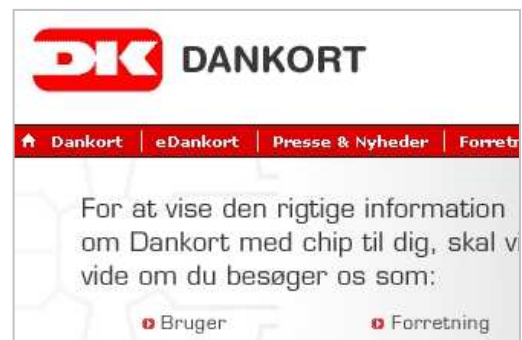 DK DANKORT
Dankort eDankort Presse & Nyheder Forretn
For at vise den rigtige information
om Dankort med chip til dig, skal vi
vide om du besøger os som:
Bruger Forretning